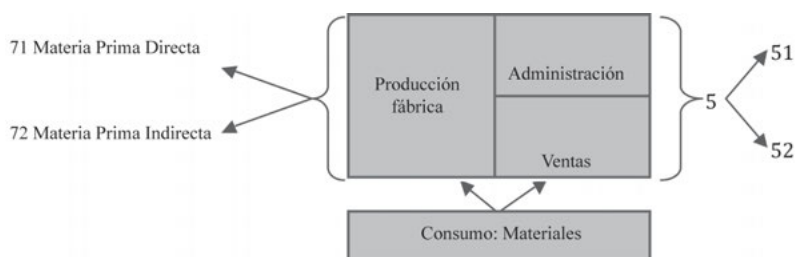 71 Materia Prima Directa
72 Materia Prima Indirecta
Producción
fábrica
Administración
Ventas
5
51
52
Consumo: Materiales